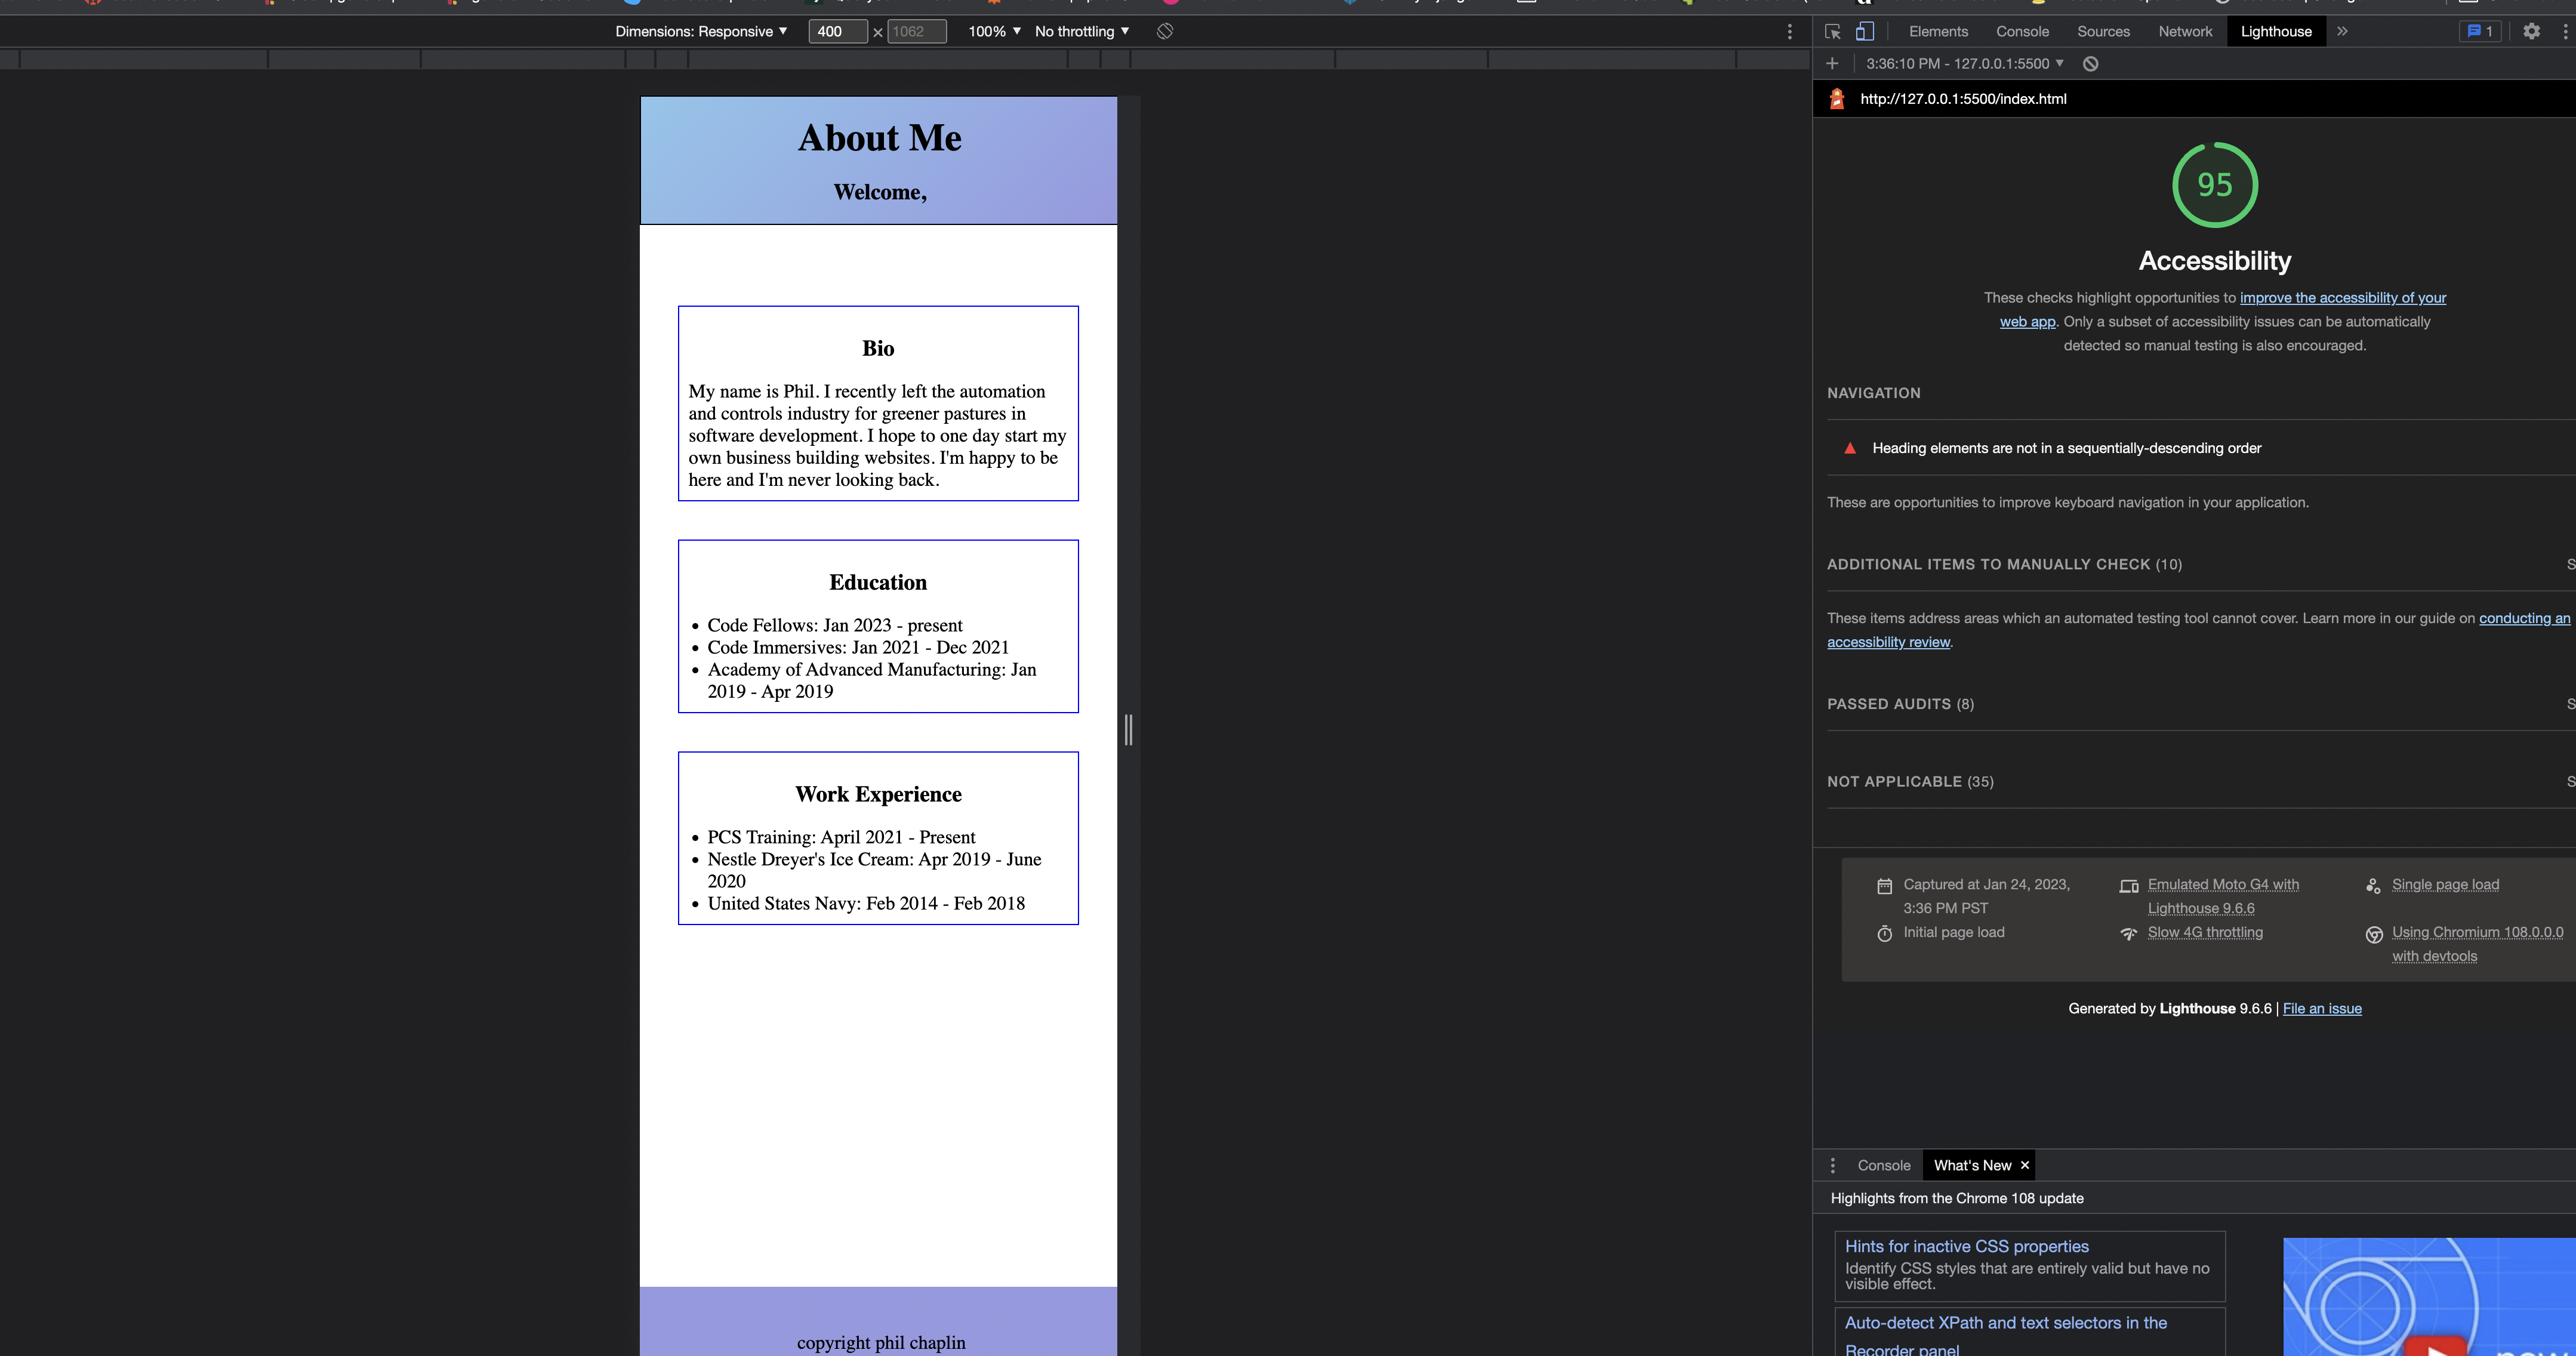 Dimensions: Responsive ▼ 400 × 1062 100% ▼ No throttling ▼
Elements Console Sources Network Lighthouse » 1
+ 3:36:10 PM - 127.0.0.1:5500 ▼
http://127.0.0.1:5500/index.html
About Me
Welcome,
Bio
My name is Phil. I recently left the automation
and controls industry for greener pastures in
software development. I hope to one day start my
own business building websites. I'm happy to be
here and I'm never looking back.
Education
• Code Fellows: Jan 2023 - present
• Code Immersives: Jan 2021 - Dec 2021
• Academy of Advanced Manufacturing: Jan
2019 - Apr 2019
Work Experience
• PCS Training: April 2021 - Present
• Nestle Dreyer's Ice Cream: Apr 2019 - June
2020
• United States Navy: Feb 2014 - Feb 2018
copyright phil chaplin
95
Accessibility
These checks highlight opportunities to improve the accessibility of your
web app. Only a subset of accessibility issues can be automatically
detected so manual testing is also encouraged.
NAVIGATION
Heading elements are not in a sequentially-descending order
These are opportunities to improve keyboard navigation in your application.
ADDITIONAL ITEMS TO MANUALLY CHECK (10)
These items address areas which an automated testing tool cannot cover. Learn more in our guide on conducting an
accessibility review.
PASSED AUDITS (8)
NOT APPLICABLE (35)
Captured at Jan 24, 2023,
3:36 PM PST
Initial page load
Emulated Moto G4 with
Lighthouse 9.6.6
Slow 4G throttling
Single page load
Using Chromium 108.0.0.0
with devtools
Generated by Lighthouse 9.6.6 | File an issue
Console What's New ×
Highlights from the Chrome 108 update
Hints for inactive CSS properties
Identify CSS styles that are entirely valid but have no
visible effect.
Auto-detect XPath and text selectors in the
Recorder panel